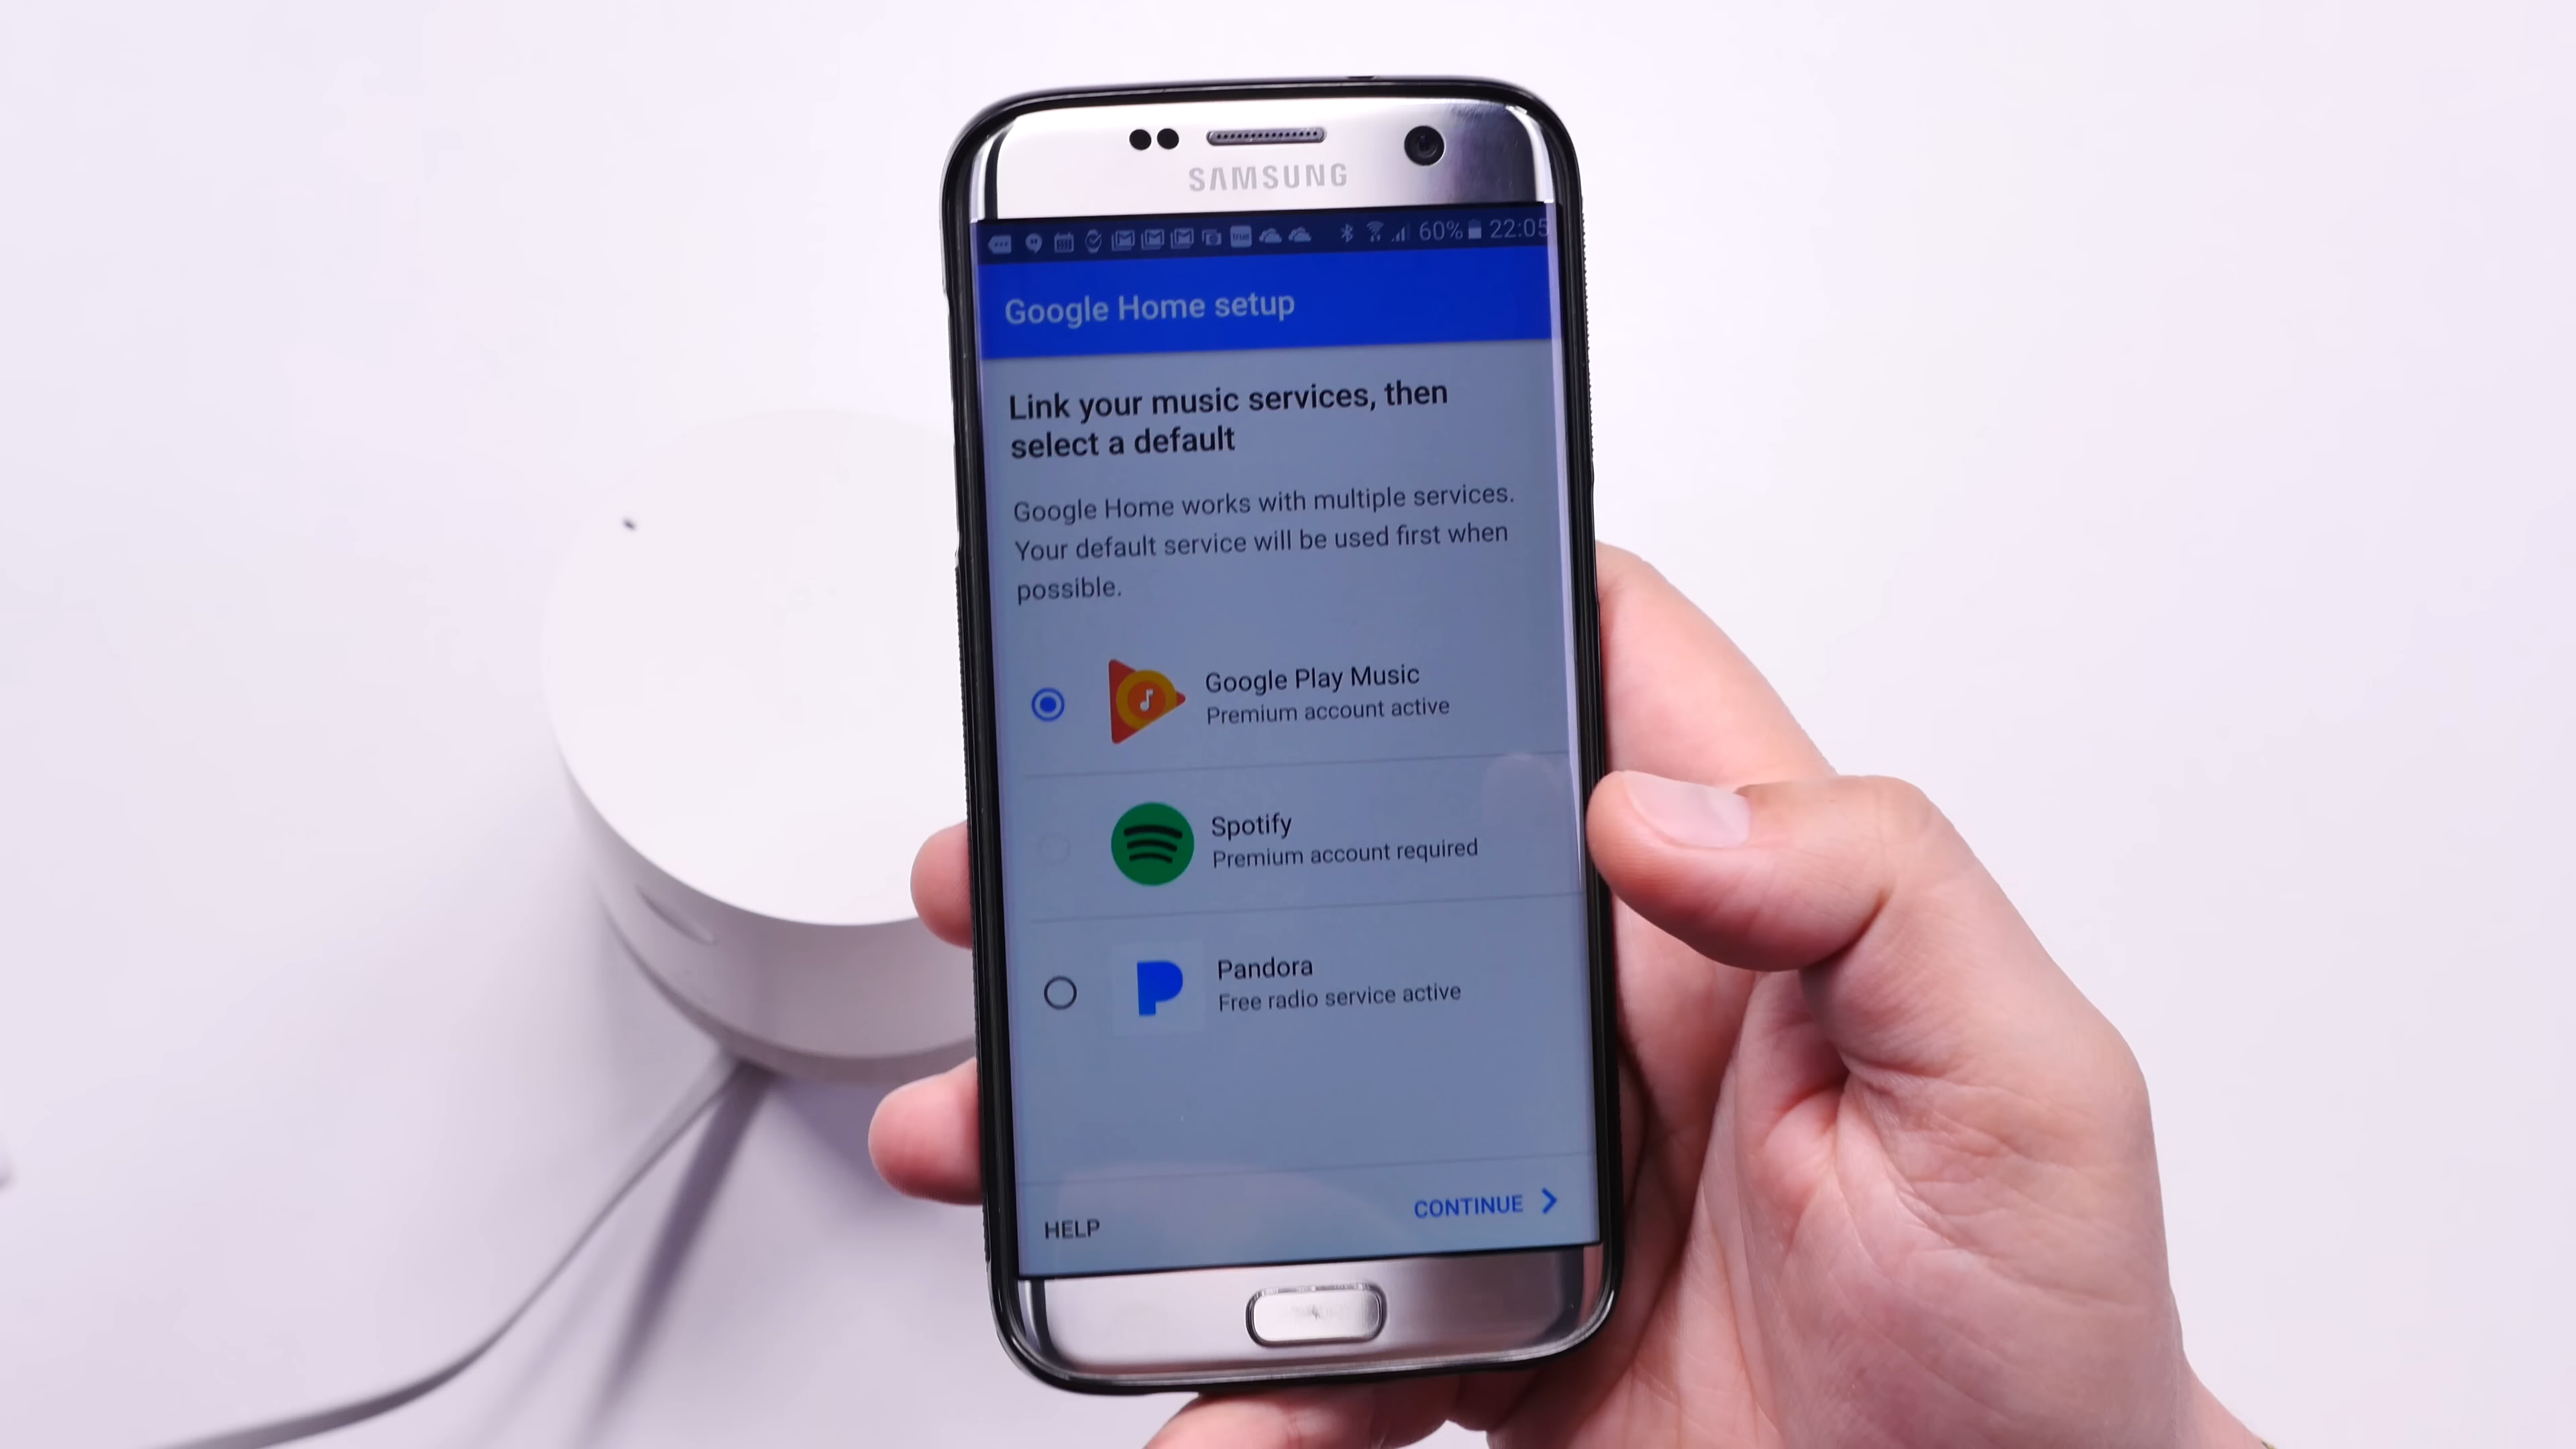 SAMSUNG
60% 22:05
Google Home setup
Link your music services, then
select a default
Google Home works with multiple services.
Your default service will be used first when
possible.
Google Play Music
Premium account active
Spotify
Premium account required
Pandora
Free radio service active
HELP
CONTINUE